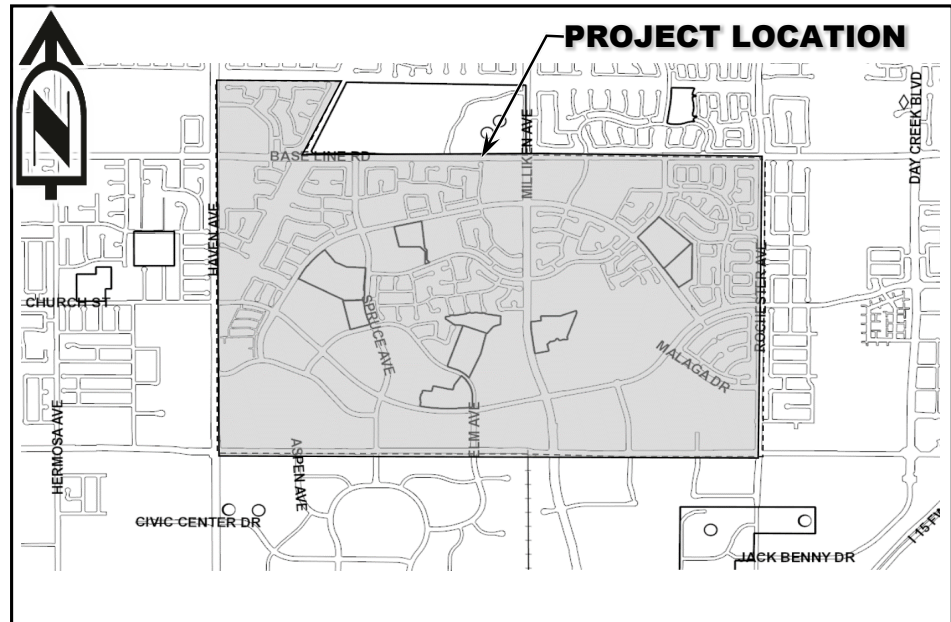 PROJECT LOCATION
N
BASE LINE RD
MILLIKEN AVE
DAY CREEK BLVD
HAVEN AVE
CHURCH ST
SPRUCE AVE
ROCHESTER AVE
MALAGA DR
HERMOSA AVE
ASPEN AVE
ELM AVE
CIVIC CENTER DR
JACK BENNY DR
I 15 FW